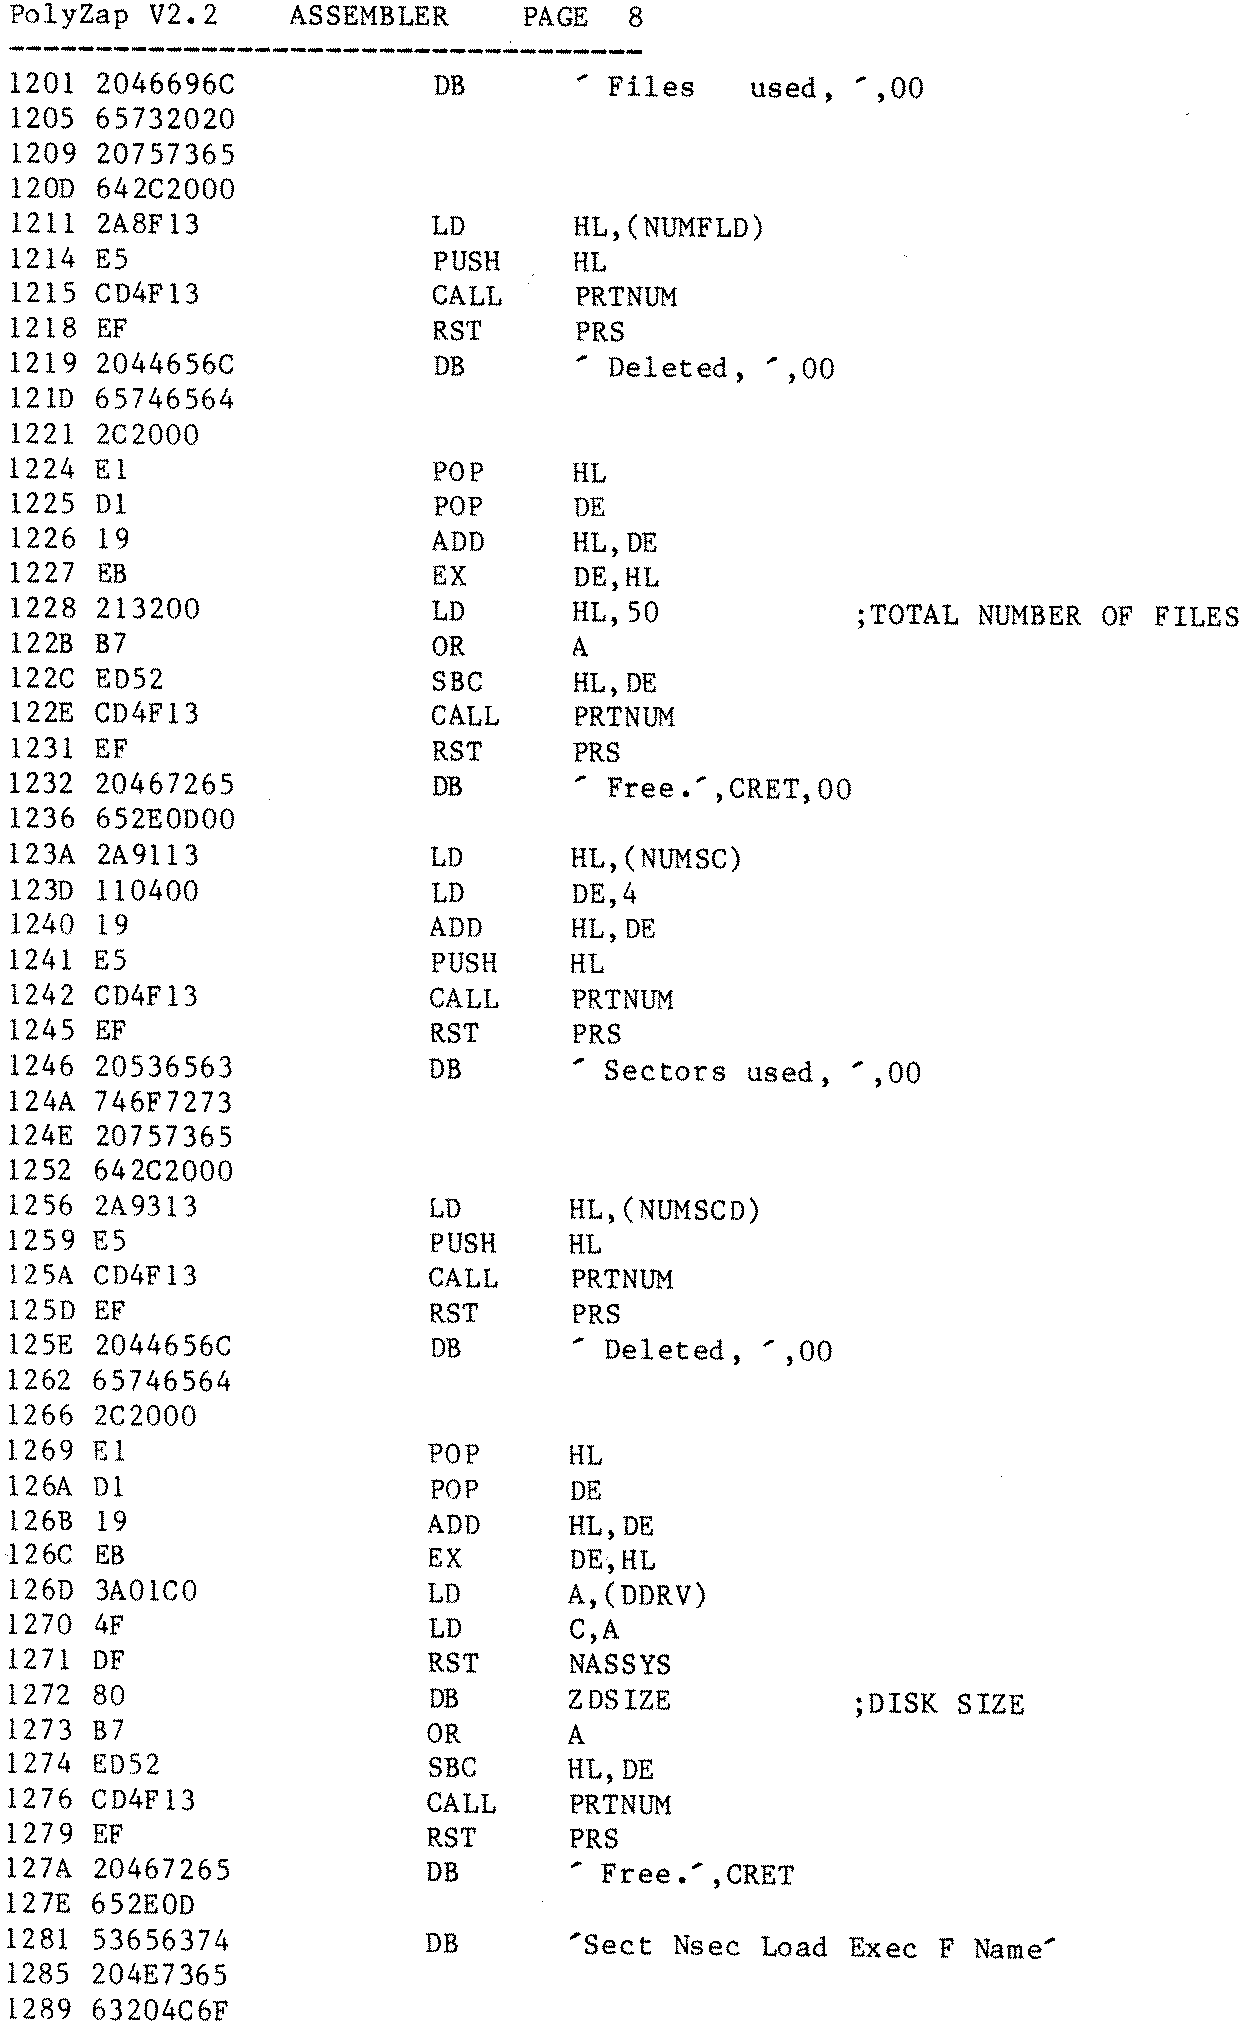 PolyZap V2.2    ASSEMBLER    PAGE  8
------------------------------------
1201 2046696C           DB      ' Files   used, ',00
1205 65732020
1209 20757365
120D 642C2000
1211 2A8F13             LD      HL,(NUMFLD)
1214 E5                 PUSH    HL
1215 CD4F13             CALL    PRTNUM
1218 EF                 RST     PRS
1219 2044656C           DB      ' Deleted, ',00
121D 65746564
1221 2C2000
1224 E1                 POP     HL
1225 D1                 POP     DE
1226 19                 ADD     HL,DE
1227 EB                 EX      DE,HL
1228 213200             LD      HL,50           ;TOTAL NUMBER OF FILES
122B B7                 OR      A
122C ED52               SBC     HL,DE
122E CD4F13             CALL    PRTNUM
1231 EF                 RST     PRS
1232 20467265           DB      ' Free.',CRET,00
1236 652E0D00
123A 2A9113             LD      HL,(NUMSC)
123D 110400             LD      DE,4
1240 19                 ADD     HL,DE
1241 E5                 PUSH    HL
1242 CD4F13             CALL    PRTNUM
1245 EF                 RST     PRS
1246 20536563           DB      ' Sectors used, ',00
124A 746F7273
124E 20757365
1252 642C2000
1256 2A9313             LD      HL,(NUMSCD)
1259 E5                 PUSH    HL
125A CD4F13             CALL    PRTNUM
125D EF                 RST     PRS
125E 2044656C           DB      ' Deleted, ',00
1262 65746564
1266 2C2000
1269 E1                 POP     HL
126A D1                 POP     DE
126B 19                 ADD     HL,DE
126C EB                 EX      DE,HL
126D 3A01C0             LD      A,(DDRV)
1270 4F                 LD      C,A
1271 DF                 RST     NASSYS
1272 80                 DB      ZDSIZE          ;DISK SIZE
1273 B7                 OR      A
1274 ED52               SBC     HL,DE
1276 CD4F13             CALL    PRTNUM
1279 EF                 RST     PRS
127A 20467265           DB      ' Free.',CRET
127E 652E0D
1281 53656374           DB      'Sect Nsec Load Exec F Name'
1285 204E7365
1289 63204C6F